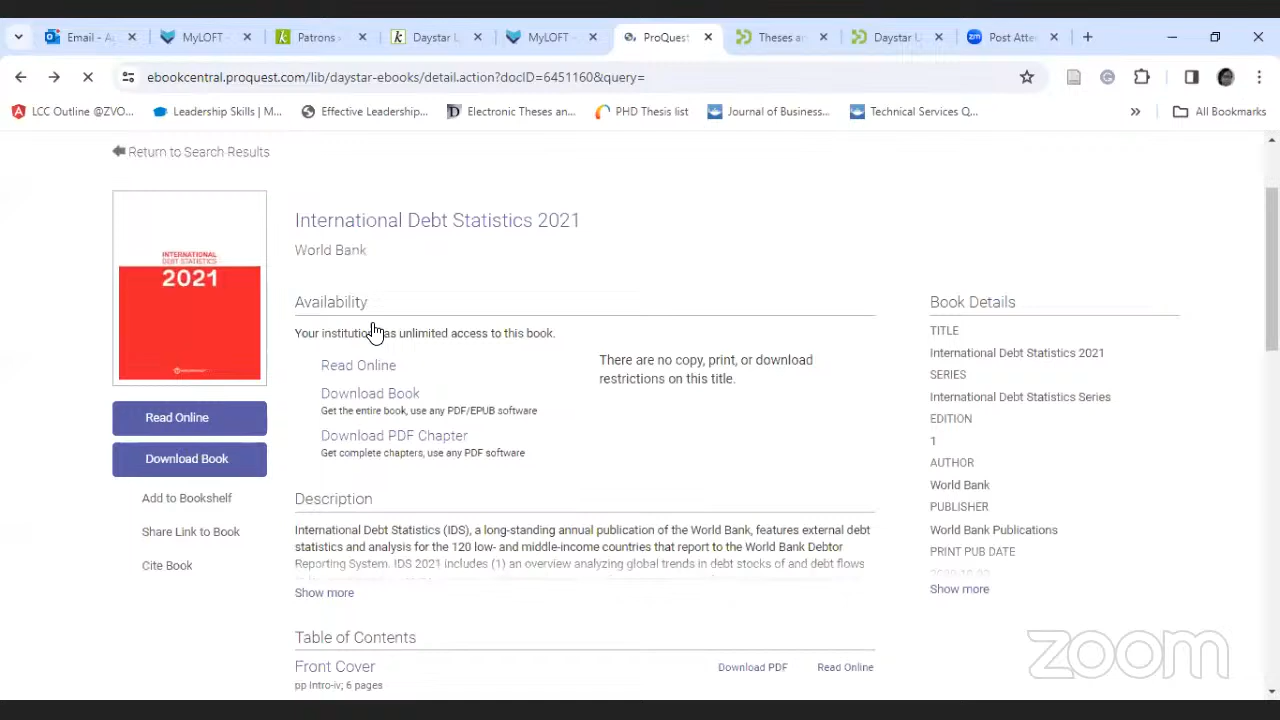 Email - A
MyLOFT -
Patrons
Daystar U
MyLOFT -
ProQuest
Theses a
Daystar U
Post Atte
ebookcentral.proquest.com/lib/daystar-ebooks/detail.action?docID=6451160&query=
LCC Outline @ZVO...
Leadership Skills | M...
Effective Leadership...
Electronic Theses an...
PHD Thesis list
Journal of Business...
Technical Services Q...
All Bookmarks
Return to Search Results
INTERNATIONAL
DEBT STATISTICS
2021
International Debt Statistics 2021
World Bank
Availability
Your institution as unlimited access to this book.
Read Online
Download Book
Get the entire book, use any PDF/EPUB software
Download PDF Chapter
Get complete chapters, use any PDF software
There are no copy, print, or download
restrictions on this title.
Read Online
Download Book
Add to Bookshelf
Share Link to Book
Cite Book
Description
International Debt Statistics (IDS), a long-standing annual publication of the World Bank, features external debt
statistics and analysis for the 120 low- and middle-income countries that report to the World Bank Debtor
Reporting System. IDS 2021 includes (1) an overview analyzing global trends in debt stocks of and debt flows
Show more
Table of Contents
Front Cover
pp Intro-iv; 6 pages
Download PDF
Read Online
Book Details
TITLE
International Debt Statistics 2021
SERIES
International Debt Statistics Series
EDITION
1
AUTHOR
World Bank
PUBLISHER
World Bank Publications
PRINT PUB DATE
Show more
zoom